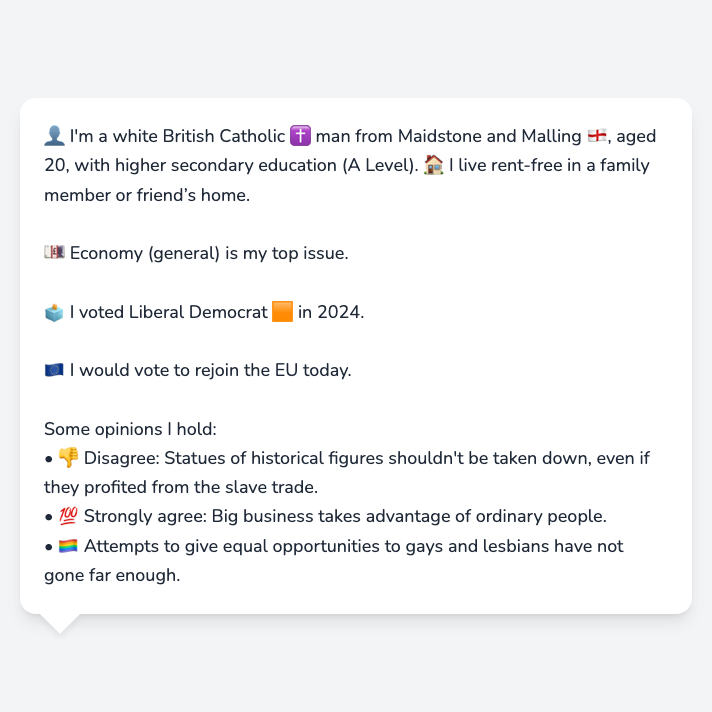 👤 I'm a white British Catholic ✝️ man from Maidstone and Malling 🏴󠁧󠁢󠁥󠁮󠁧󠁿, aged
20, with higher secondary education (A Level). 🏠 I live rent-free in a family
member or friend’s home.
💷 Economy (general) is my top issue.
🗳️ I voted Liberal Democrat 🟧 in 2024.
🇪🇺 I would vote to rejoin the EU today.
Some opinions I hold:
• 👎 Disagree: Statues of historical figures shouldn't be taken down, even if
they profited from the slave trade.
• 💯 Strongly agree: Big business takes advantage of ordinary people.
• 🏳️‍🌈 Attempts to give equal opportunities to gays and lesbians have not
gone far enough.